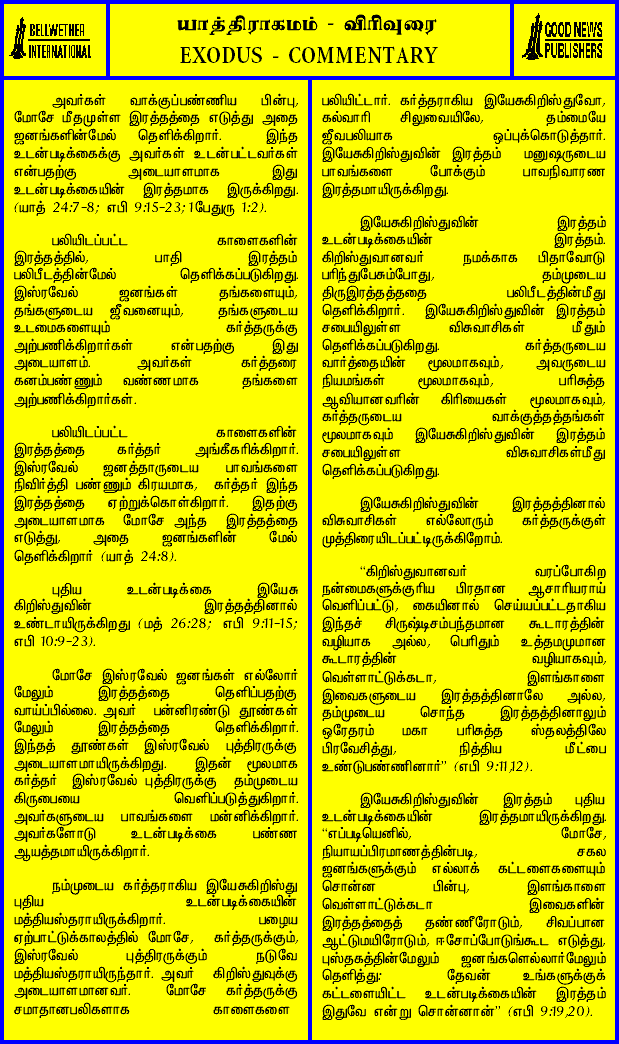 BELLWETHER
INTERNATIONAL
யாத்திராகமம் - விரிவுரை
EXODUS - COMMENTARY
GOOD NEWS
PUBLISHERS
அவர்கள் வாக்குப்பண்ணிய பின்பு,
மோசே மீதமுள்ள இரத்தத்தை எடுத்து அதை
ஜனங்களின்மேல் தெளிக்கிறார். இந்த
உடன்படிக்கைக்கு அவர்கள் உடன்பட்டவர்கள்
என்பதற்கு அடையாளமாக இது
உடன்படிக்கையின் இரத்தமாக இருக்கிறது.
(யாத் 24:7-8; எபி 9:15-23; 1பேதுரு 1:2).
பலியிடப்பட்ட காளைகளின்
இரத்தத்தில், பாதி இரத்தம்
பலிபீடத்தின்மேல் தெளிக்கப்படுகிறது.
இஸ்ரவேல் ஜனங்கள் தங்களையும்,
தங்களுடைய ஜீவனையும், தங்களுடைய
உடமைகளையும் கர்த்தருக்கு
அற்பணிக்கிறார்கள் என்பதற்கு இது
அடையாளம். அவர்கள் கர்த்தரை
கனம்பண்ணும் வண்ணமாக தங்களை
அற்பணிக்கிறார்கள்.
பலியிடப்பட்ட காளைகளின்
இரத்தத்தை கர்த்தர் அங்கீகரிக்கிறார்.
இஸ்ரவேல் ஜனத்தாருடைய பாவங்களை
நிவிர்த்தி பண்ணும் கிரயமாக, கர்த்தர் இந்த
இரத்தத்தை ஏற்றுக்கொள்கிறார். இதற்கு
அடையாளமாக மோசே அந்த இரத்தத்தை
எடுத்து, அதை ஜனங்களின் மேல்
தெளிக்கிறார் (யாத் 24:8).
புதிய உடன்படிக்கை இயேசு
கிறிஸ்துவின் இரத்தத்தினால்
உண்டாயிருக்கிறது (மத் 26:28; எபி 9:11-15;
எபி 10:9-23).
மோசே இஸ்ரவேல் ஜனங்கள் எல்லோர்
மேலும் இரத்தத்தை தெளிப்பதற்கு
வாய்ப்பில்லை. அவர் பன்னிரண்டு தூண்கள்
மேலும் இரத்தத்தை தெளிக்கிறார்.
இந்தத் தூண்கள் இஸ்ரவேல் புத்திரருக்கு
அடையாளமாயிருக்கிறது. இதன் மூலமாக
கர்த்தர் இஸ்ரவேல் புத்திரருக்கு தம்முடைய
கிருபையை வெளிப்படுத்துகிறார்.
அவர்களுடைய பாவங்களை மன்னிக்கிறார்.
அவர்களோடு உடன்படிக்கை பண்ண
ஆயத்தமாயிருக்கிறார்.
நம்முடைய கர்த்தராகிய இயேசுகிறிஸ்து
புதிய உடன்படிக்கையின்
மத்தியஸ்தராயிருக்கிறார். பழைய
ஏற்பாட்டுக்காலத்தில் மோசே, கர்த்தருக்கும்,
இஸ்ரவேல் புத்திரருக்கும் நடுவே
மத்தியஸ்தராயிருந்தார். அவர் கிறிஸ்துவுக்கு
அடையாளமானவர். மோசே கர்த்தருக்கு
சமாதானபலிகளாக காளைகளை
பலியிட்டார். கர்த்தராகிய இயேசுகிறிஸ்துவோ,
கல்வாரி சிலுவையிலே, தம்மையே
ஜீவபலியாக ஒப்புக்கொடுத்தார்.
இயேசுகிறிஸ்துவின் இரத்தம் மனுஷருடைய
பாவங்களை போக்கும் பாவநிவாரண
இரத்தமாயிருக்கிறது.
இயேசுகிறிஸ்துவின் இரத்தம்
உடன்படிக்கையின் இரத்தம்.
கிறிஸ்துவானவர் நமக்காக பிதாவோடு
பரிந்துபேசும்போது, தம்முடைய
திருஇரத்தத்ததை பலிபீடத்தின்மீது
தெளிக்கிறார். இயேசுகிறிஸ்துவின் இரத்தம்
சபையிலுள்ள விசுவாசிகள் மீதும்
தெளிக்கப்படுகிறது. கர்த்தருடைய
வார்த்தையின் மூலமாகவும், அவருடைய
நியமங்கள் மூலமாகவும், பரிசுத்த
ஆவியானவரின் கிரியைகள் மூலமாகவும்,
கர்த்தருடைய வாக்குத்தத்தங்கள்
மூலமாகவும் இயேசுகிறிஸ்துவின் இரத்தம்
சபையிலுள்ள விசுவாசிகள்மீது
தெளிக்கப்படுகிறது.
இயேசுகிறிஸ்துவின் இரத்தத்தினால்
விசுவாசிகள் எல்லோரும் கர்த்தருக்குள்
முத்திரையிடப்பட்டிருக்கிறோம்.
"கிறிஸ்துவானவர் வரப்போகிற
நன்மைகளுக்குரிய பிரதான ஆசாரியராய்
வெளிப்பட்டு, கையினால் செய்யப்பட்டதாகிய
இந்தச் சிருஷ்டிசம்பந்தமான கூடாரத்தின்
வழியாக அல்ல, பெரிதும் உத்தமமுமான
கூடாரத்தின் வழியாகவும்,
வெள்ளாட்டுக்கடா, இளங்காளை
இவைகளுடைய இரத்தத்தினாலே அல்ல,
தம்முடைய சொந்த இரத்தத்தினாலும்
ஒரேதரம் மகா பரிசுத்த ஸ்தலத்திலே
பிரவேசித்து, நித்திய மீட்பை
உண்டுபண்ணினார்" (எபி 9:11,12).
இயேசுகிறிஸ்துவின் இரத்தம் புதிய
உடன்படிக்கையின் இரத்தமாயிருக்கிறது.
"எப்படியெனில், மோசே,
நியாயப்பிரமாணத்தின்படி, சகல
ஜனங்களுக்கும் எல்லாக் கட்டளைகளையும்
சொன்ன பின்பு, இளங்காளை
வெள்ளாட்டுக்கடா இவைகளின்
இரத்தத்தைத் தண்ணீரோடும், சிவப்பான
ஆட்டுமயிரோடும், ஈசோப்போடுங்கூட எடுத்து,
புஸ்தகத்தின்மேலும் ஜனங்களெல்லார்மேலும்
தெளித்து: தேவன் உங்களுக்குக்
கட்டளையிட்ட உடன்படிக்கையின் இரத்தம்
இதுவே என்று சொன்னான்" (எபி 9:19,20).